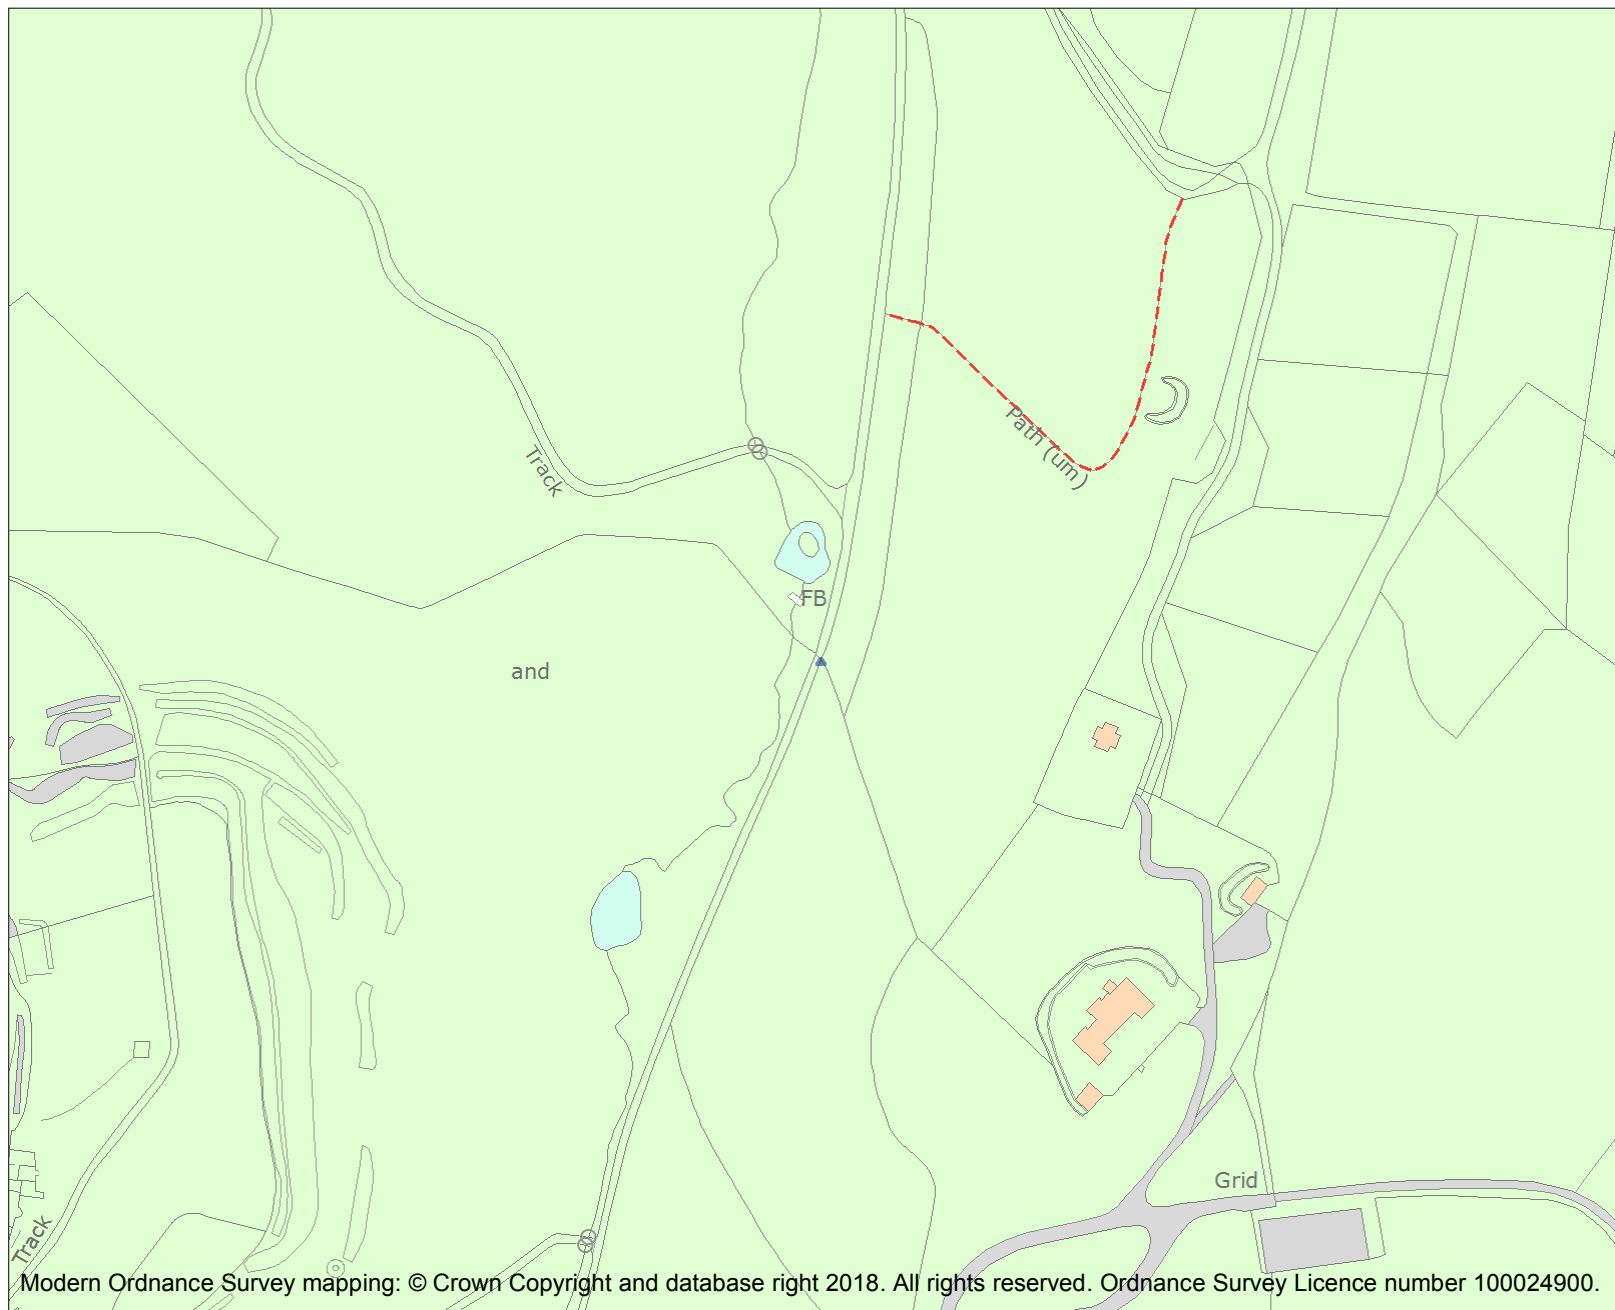 Path (um)
Track
FB
and
Grid
Track
Modern Ordnance Survey mapping: © Crown Copyright and database right 2018. All rights reserved. Ordnance Survey Licence number 100024900.